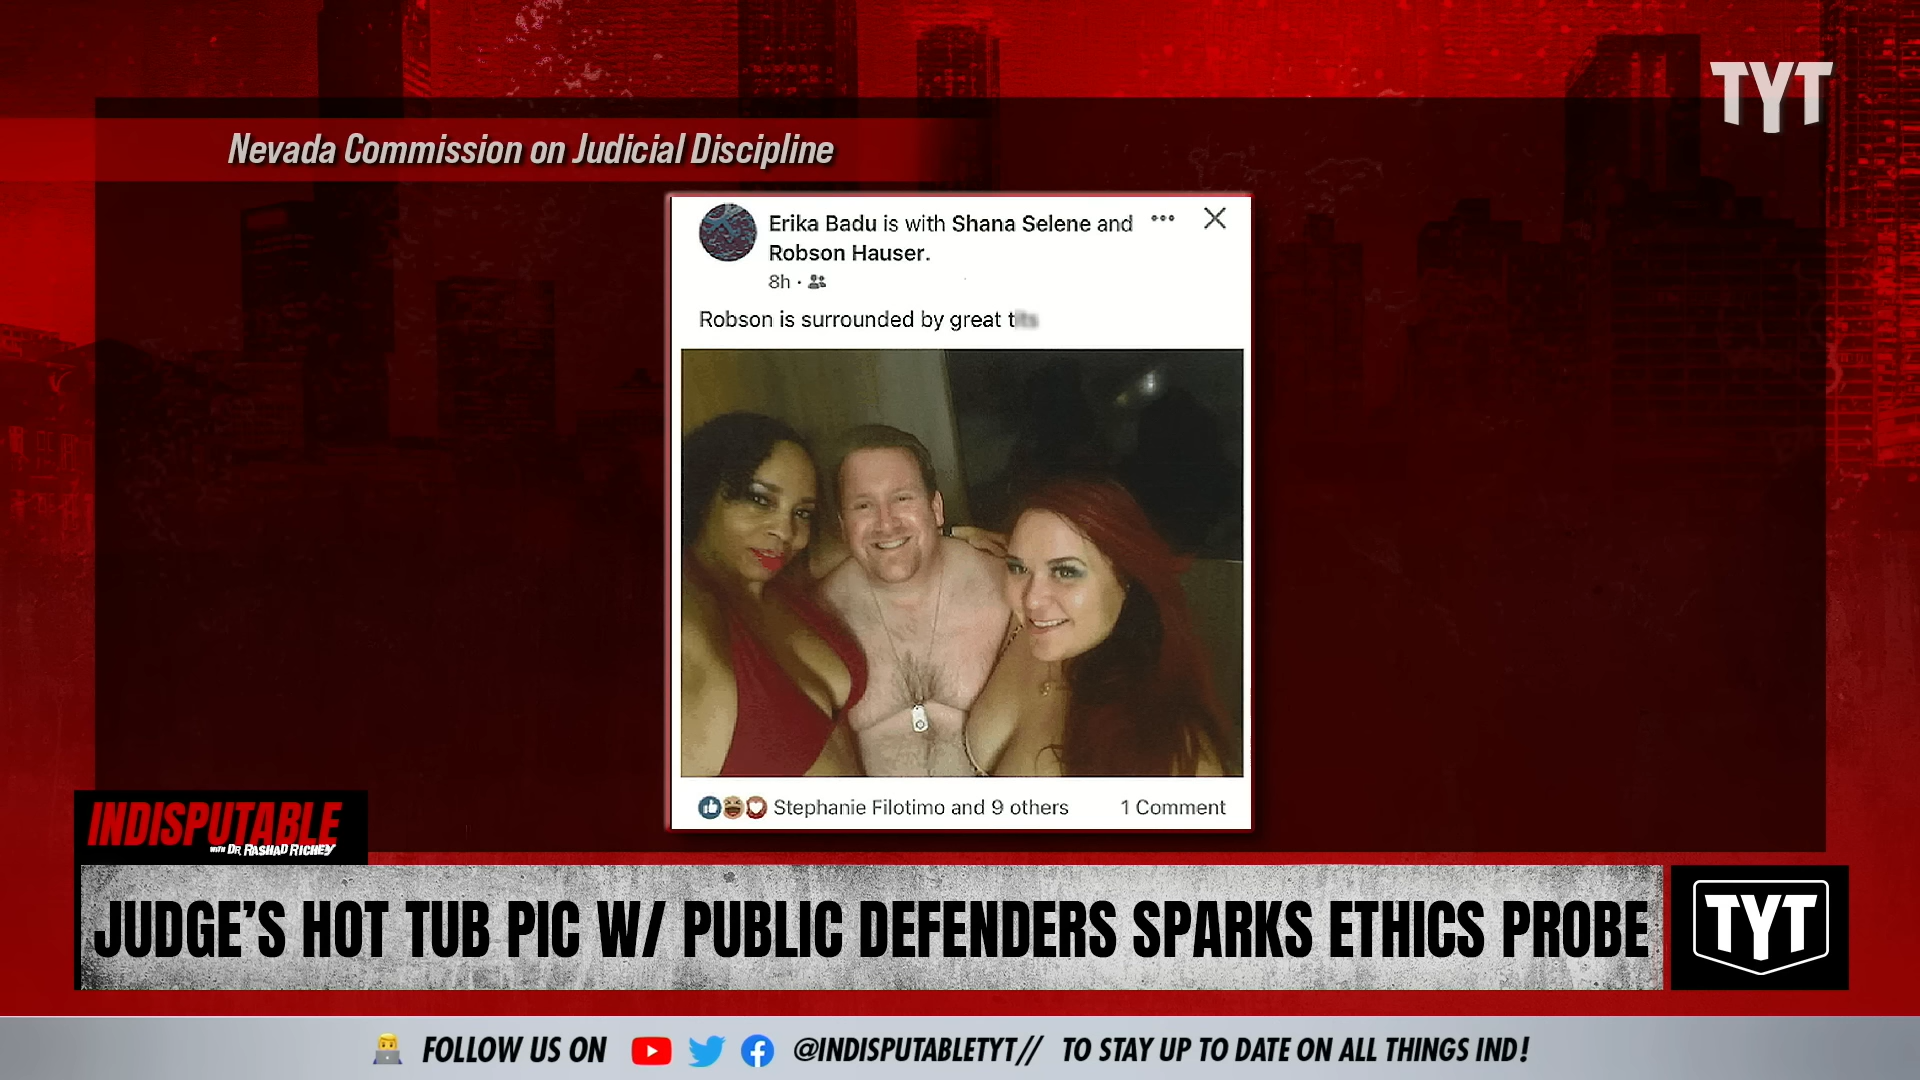 TYT
Nevada Commission on Judicial Discipline
Erika Badu is with Shana Selene and
Robson Hauser.
8h
Robson is surrounded by great
Stephanie Filotimo and 9 others
1 Comment
INDISPUTABLE
WITH DR RASHAD RICHEY
JUDGE'S HOT TUB PIC W/ PUBLIC DEFENDERS SPARKS ETHICS PROBE
TYT
FOLLOW US ON @INDISPUTABLETYT// TO STAY UP TO DATE ON ALL THINGS IND!